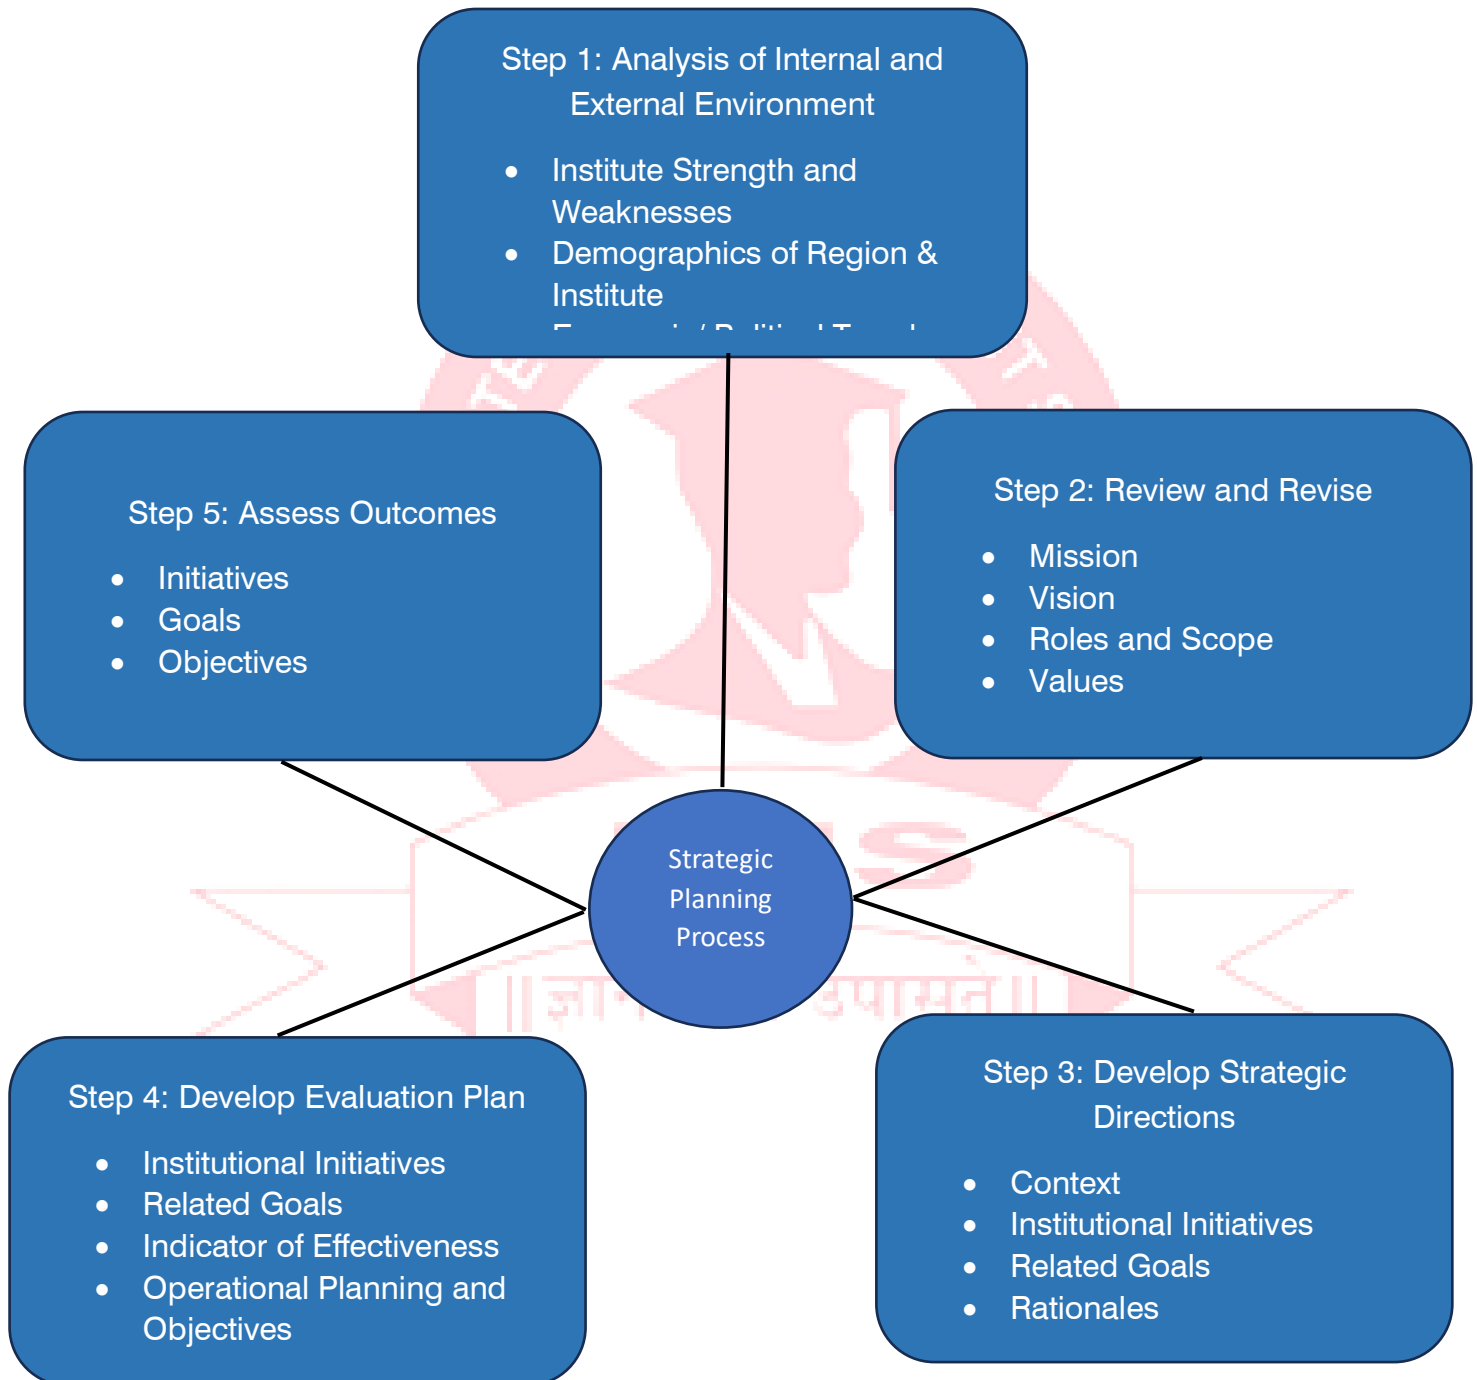 Step 1: Analysis of Internal and
External Environment
• Institute Strength and
Weaknesses
• Demographics of Region &
Institute
Step 5: Assess Outcomes
• Initiatives
• Goals
• Objectives
Step 2: Review and Revise
• Mission
• Vision
• Roles and Scope
• Values
Strategic
Planning
Process
Step 4: Develop Evaluation Plan
• Institutional Initiatives
• Related Goals
• Indicator of Effectiveness
• Operational Planning and
Objectives
Step 3: Develop Strategic
Directions
• Context
• Institutional Initiatives
• Related Goals
• Rationales